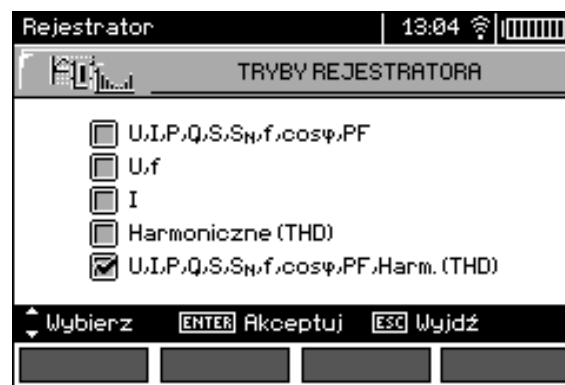 Rejestrator 13:04
TRYBY REJESTRATORA
U,I,P,Q,S,SN,f,cosφ,PF
U,f
I
Harmoniczne (THD)
U,I,P,Q,S,SN,f,cosφ,PF,Harm. (THD)
Wybierz ENTER Akceptuj ESC Wyjdź